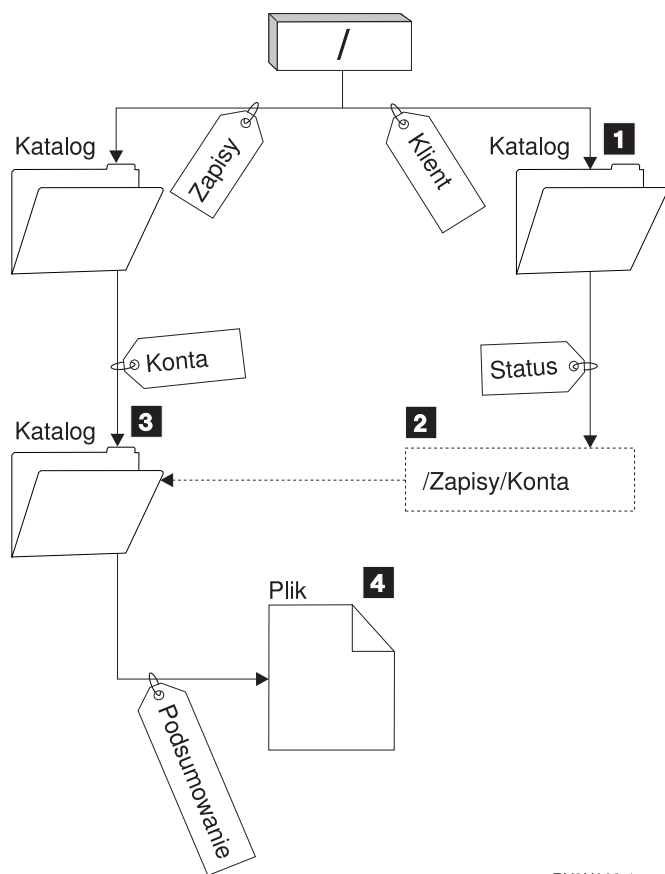 /
Zapisy
Klient
Katalog
Katalog
1
Konta
Status
Katalog
3
2
/Zapisy/Konta
Plik
4
Podsumowanie